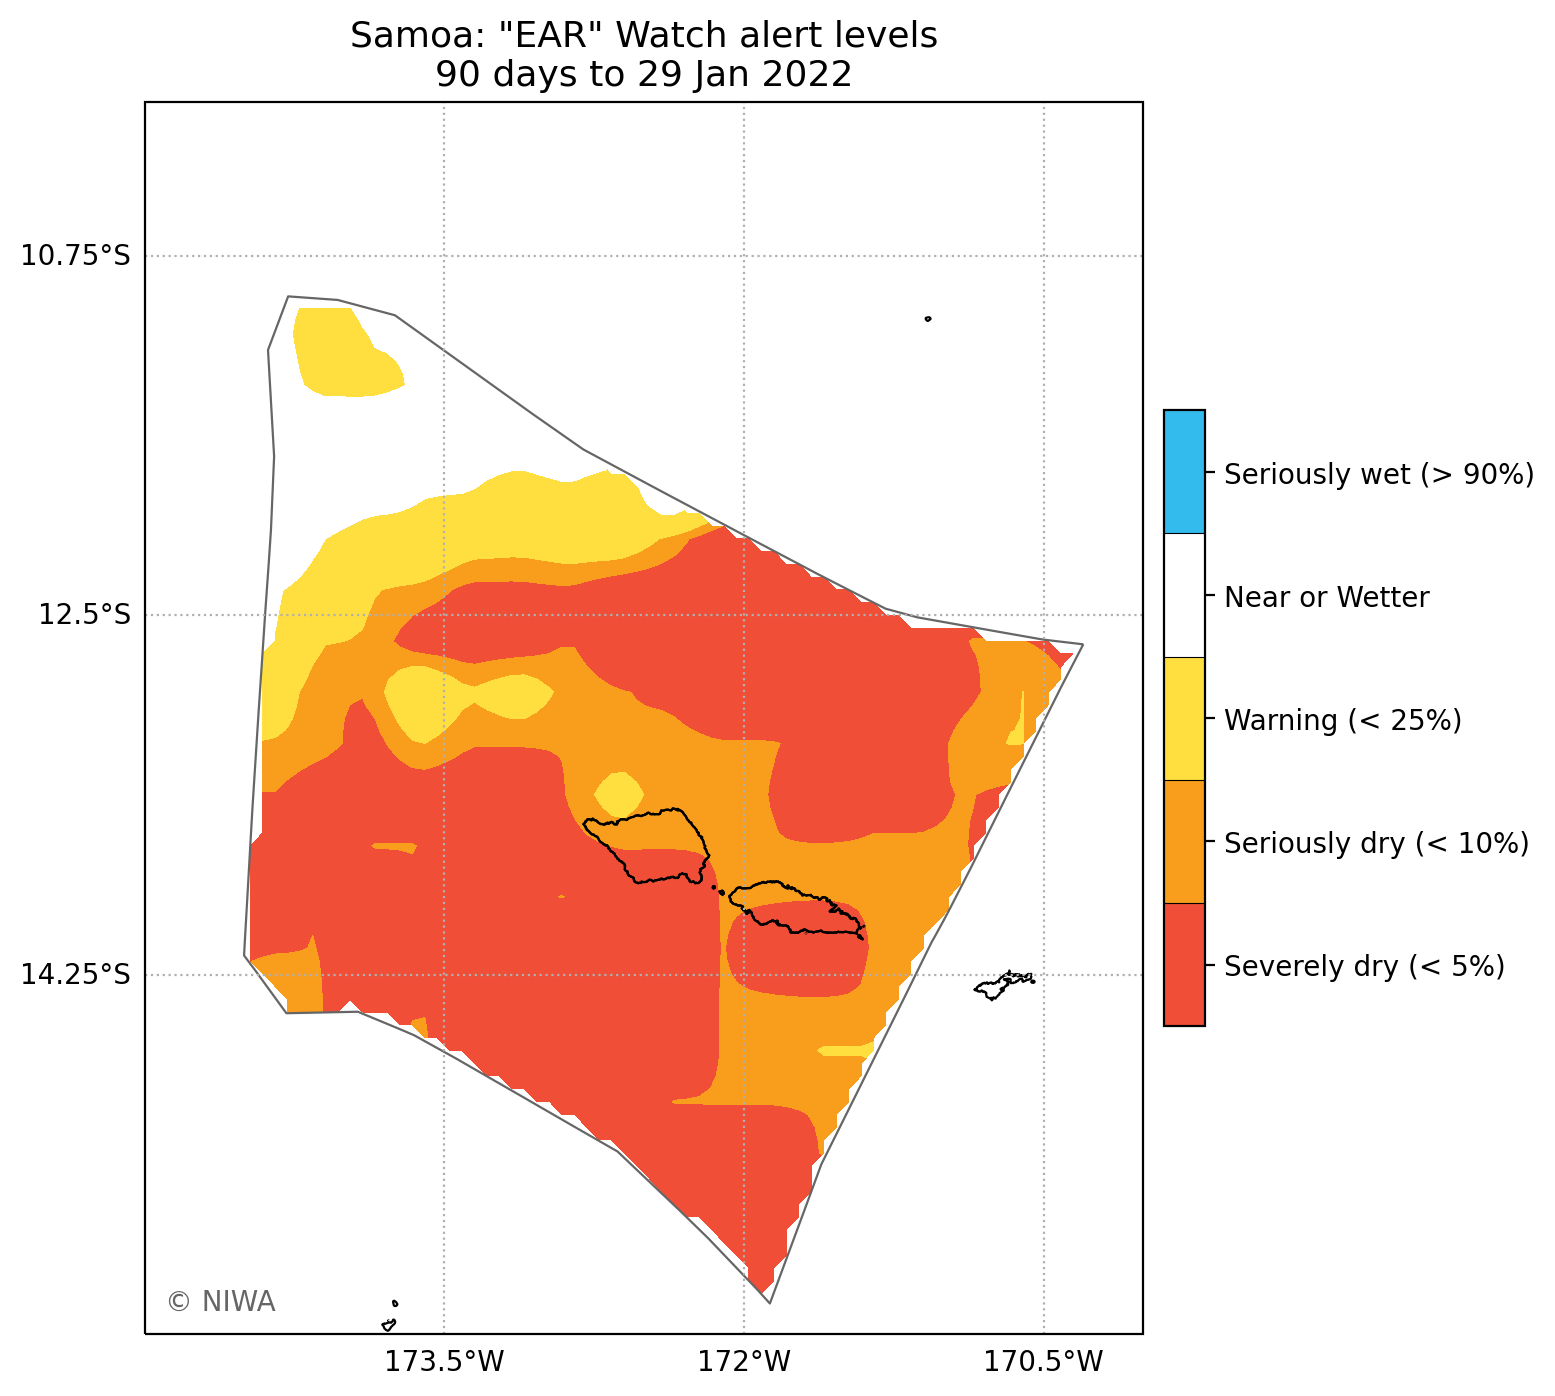 Samoa: "EAR" Watch alert levels
90 days to 29 Jan 2022
10.75°S
12.5°S
14.25°S
173.5°W
172°W
170.5°W
© NIWA
Seriously wet (> 90%)
Near or Wetter
Warning (< 25%)
Seriously dry (< 10%)
Severely dry (< 5%)